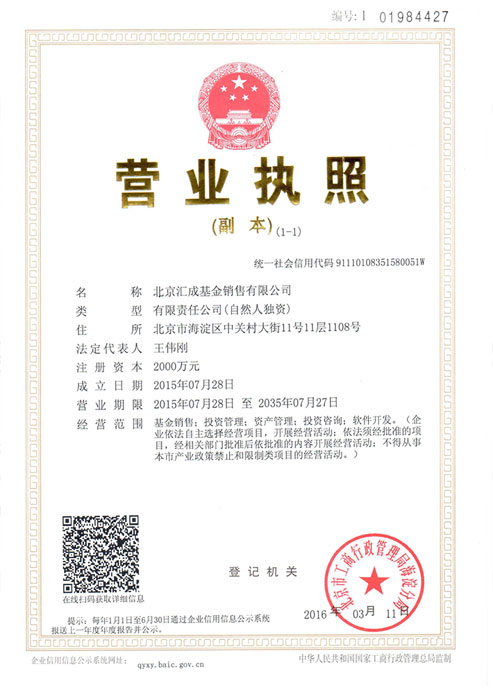 编号: 1 01984427
营业执照
(副 本)(1-1)
统一社会信用代码 91110108351580051W
名 称 北京汇成基金销售有限公司
类 型 有限责任公司(自然人独资)
住 所 北京市海淀区中关村大街11号11层1108号
法定代表人 王伟刚
注册资本 2000万元
成立日期 2015年07月28日
营业期限 2015年07月28日 至 2035年07月27日
经营范围 基金销售；投资管理；资产管理；投资咨询；软件开发。（企
业依法自主选择经营项目，开展经营活动；依法须经批准的项
目，经相关部门批准后依批准的内容开展经营活动；不得从事
本市产业政策禁止和限制类项目的经营活动。）
在线扫码获取详细信息
登记机关
北京市工商行政管理局海淀分局
2016年 03月 11日
提示：每年1月1日至6月30日通过企业信用信息公示系统
报送上一年度年度报告并公示。
企业信用信息公示系统网址： qyxy.baic.gov.cn
中华人民共和国国家工商行政管理总局监制